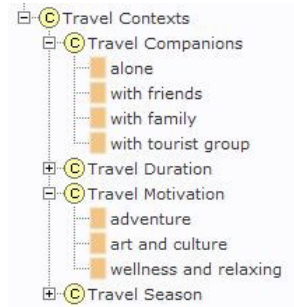 C Travel Contexts
C Travel Companions
alone
with friends
with family
with tourist group
C Travel Duration
C Travel Motivation
adventure
art and culture
wellness and relaxing
C Travel Season